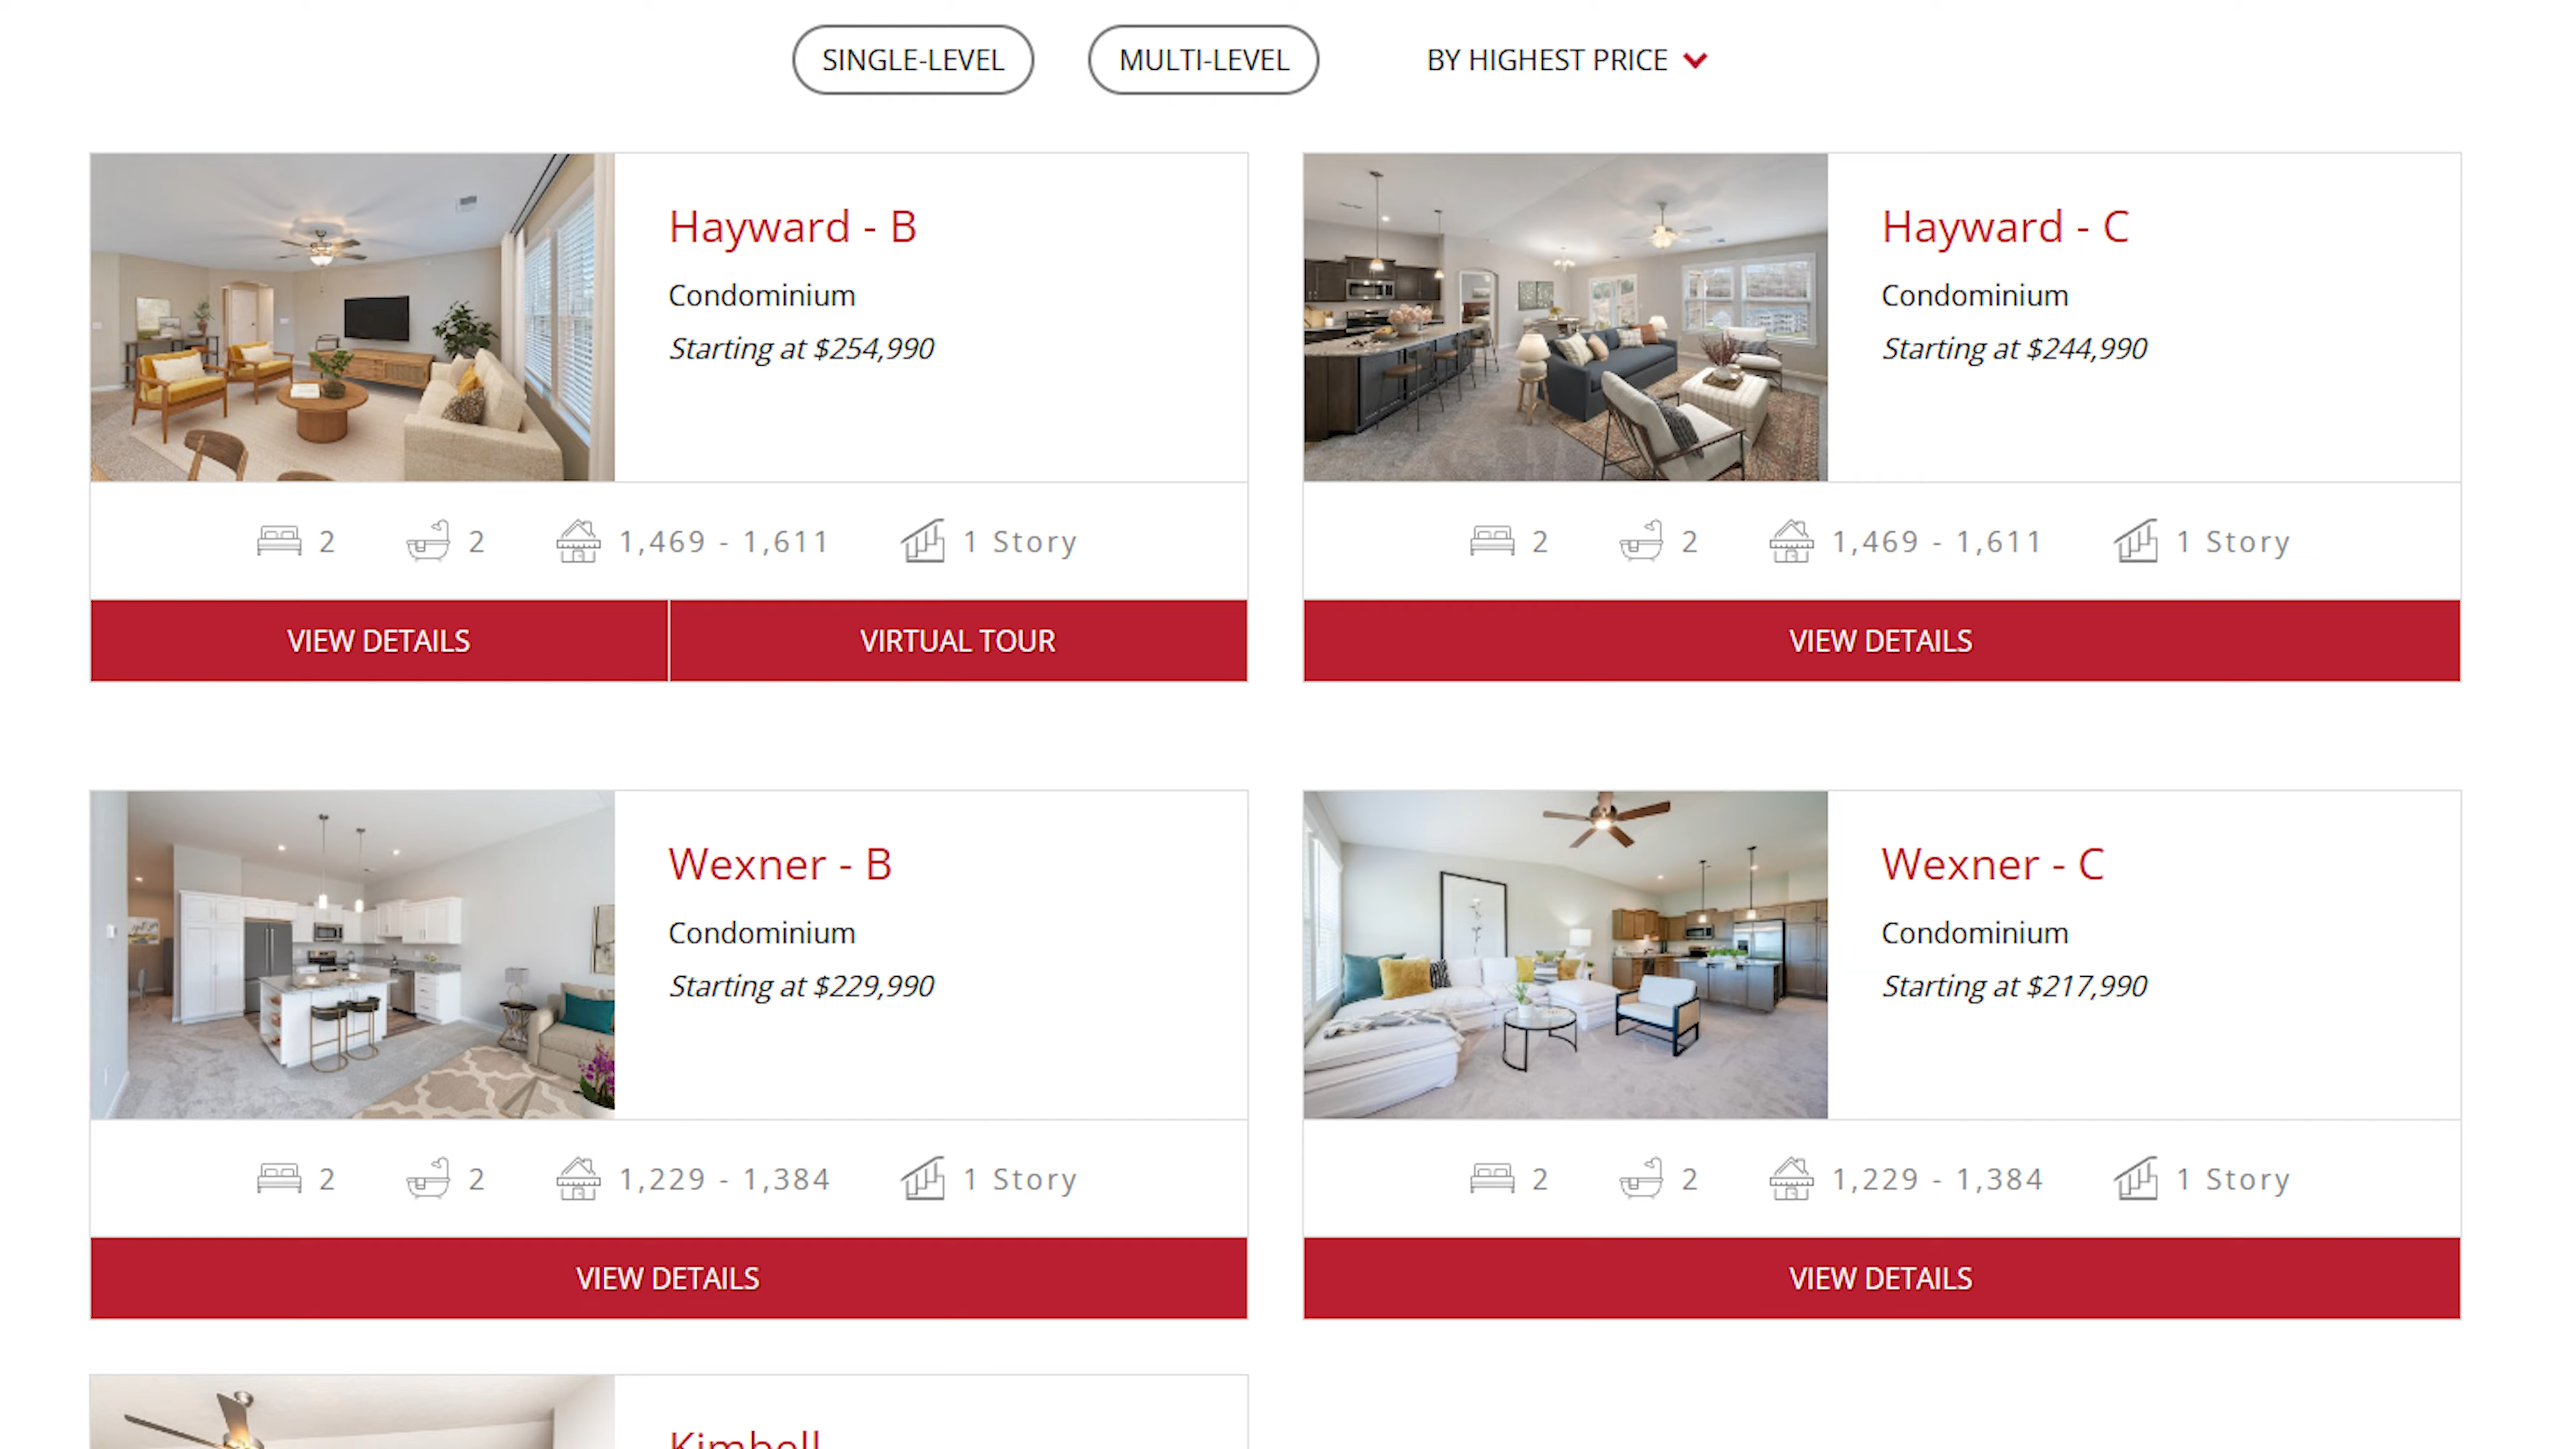 SINGLE-LEVEL MULTI-LEVEL BY HIGHEST PRICE
Hayward - B
Condominium
Starting at $254,990
2 2 1,469 - 1,611 1 Story
VIEW DETAILS VIRTUAL TOUR
Hayward - C
Condominium
Starting at $244,990
2 2 1,469 - 1,611 1 Story
VIEW DETAILS
Wexner - B
Condominium
Starting at $229,990
2 2 1,229 - 1,384 1 Story
VIEW DETAILS
Wexner - C
Condominium
Starting at $217,990
2 2 1,229 - 1,384 1 Story
VIEW DETAILS
Kimbell